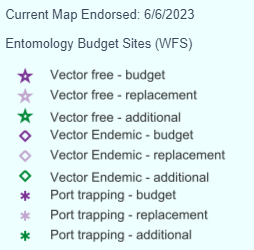 Current Map Endorsed: 6/6/2023
Entomology Budget Sites (WFS)
Vector free - budget
Vector free - replacement
Vector free - additional
Vector Endemic - budget
Vector Endemic - replacement
Vector Endemic - additional
Port trapping - budget
Port trapping - replacement
Port trapping - additional